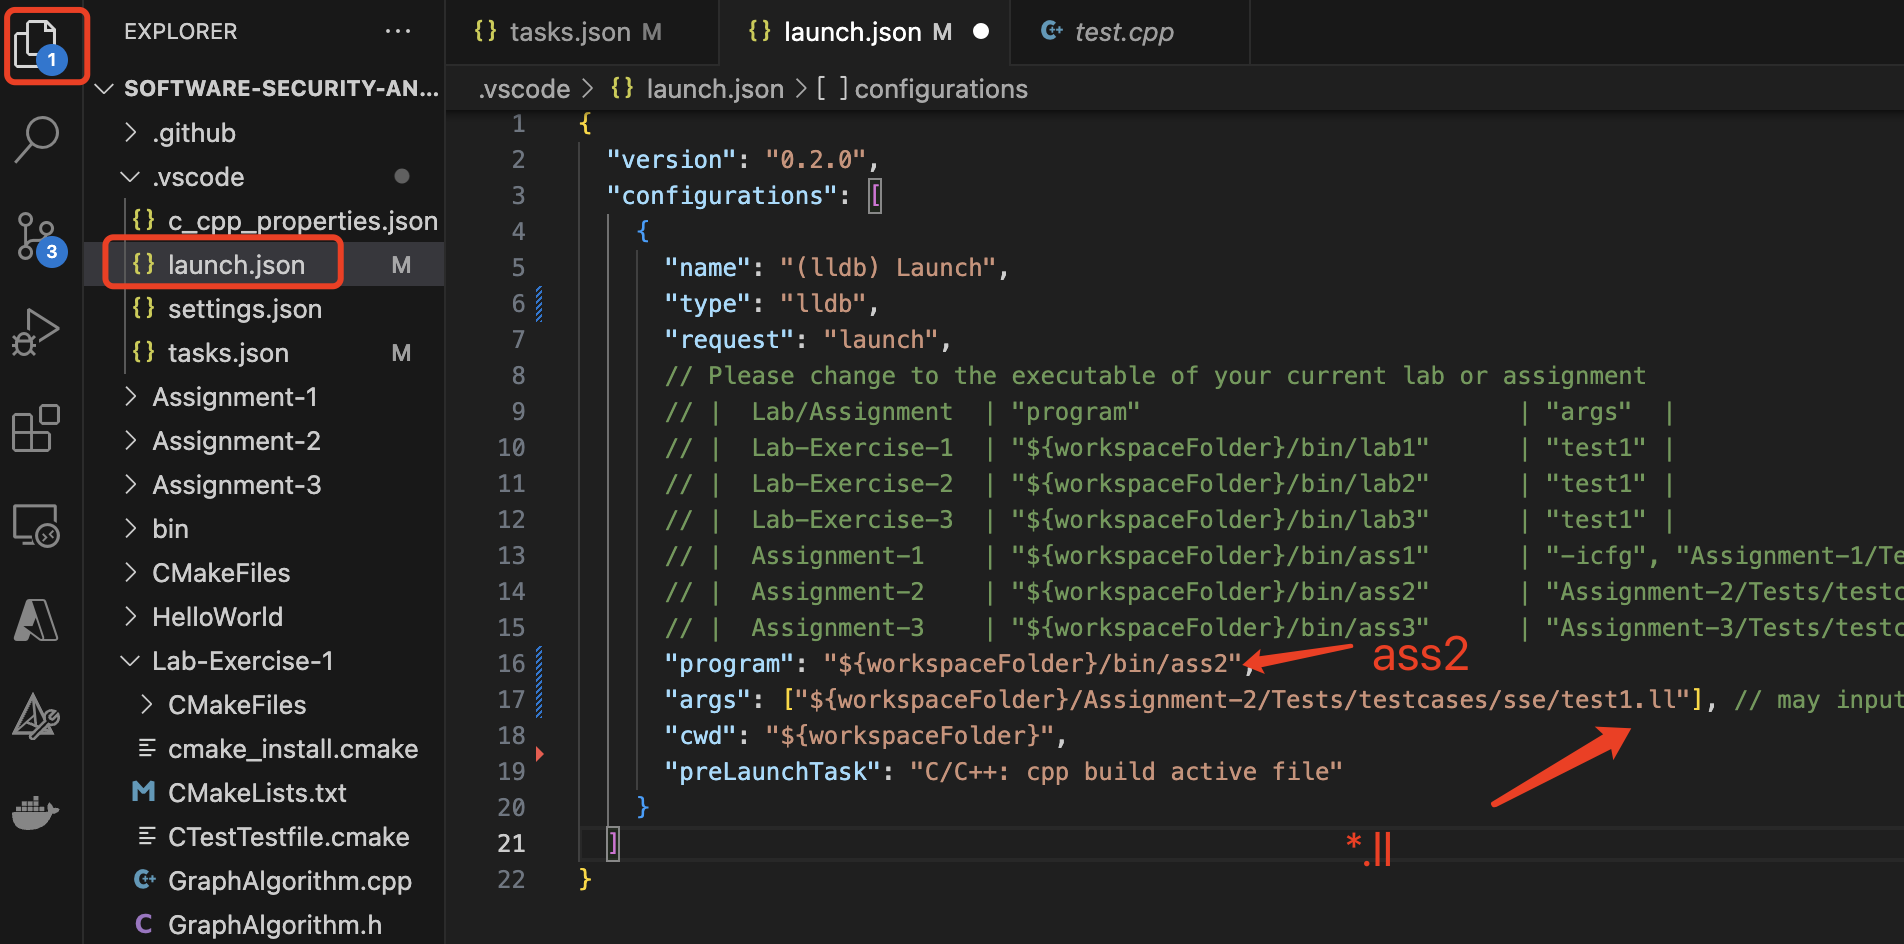 1
3
EXPLORER
SOFTWARE-SECURITY-AN...
.github
.vscode
c_cpp_properties.json
launch.json M
settings.json
tasks.json M
Assignment-1
Assignment-2
Assignment-3
bin
CMakeFiles
HelloWorld
Lab-Exercise-1
CMakeFiles
cmake_install.cmake
CMakeLists.txt
CTestTestfile.cmake
GraphAlgorithm.cpp
GraphAlgorithm.h
{} tasks.json M
{} launch.json M
test.cpp
.vscode > {} launch.json > [ ] configurations
1 {
2 "version": "0.2.0",
3 "configurations": [
4 {
5 "name": "(lldb) Launch",
6 "type": "lldb",
7 "request": "launch",
8 // Please change to the executable of your current lab or assignment
9 // | Lab/Assignment | "program" | "args" |
10 // | Lab-Exercise-1 | "${workspaceFolder}/bin/lab1" | "test1" |
11 // | Lab-Exercise-2 | "${workspaceFolder}/bin/lab2" | "test1" |
12 // | Lab-Exercise-3 | "${workspaceFolder}/bin/lab3" | "test1" |
13 // | Assignment-1 | "${workspaceFolder}/bin/ass1" | "-icfg", "Assignment-1/Te
14 // | Assignment-2 | "${workspaceFolder}/bin/ass2" | "Assignment-2/Tests/testc
15 // | Assignment-3 | "${workspaceFolder}/bin/ass3" | "Assignment-3/Tests/testc
16 "program": "${workspaceFolder}/bin/ass2", ass2
17 "args": ["${workspaceFolder}/Assignment-2/Tests/testcases/sse/test1.ll"], // may input
18 "cwd": "${workspaceFolder}",
19 "preLaunchTask": "C/C++: cpp build active file"
20 }
21 ]
*.ll
22 }